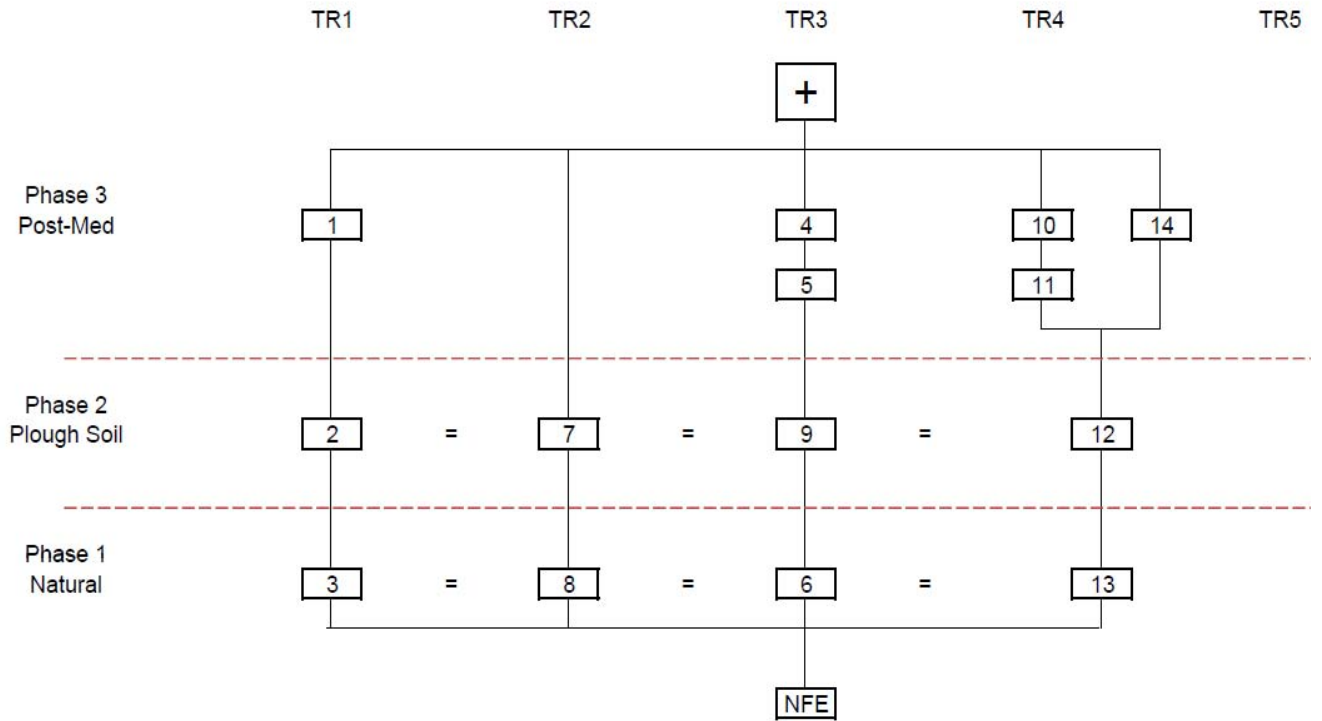 TR1 TR2 TR3 TR4 TR5
+
Phase 3
Post-Med
1 4 10 14
5 11
Phase 2
Plough Soil
2 = 7 = 9 = 12
Phase 1
Natural
3 = 8 = 6 = 13
NFE